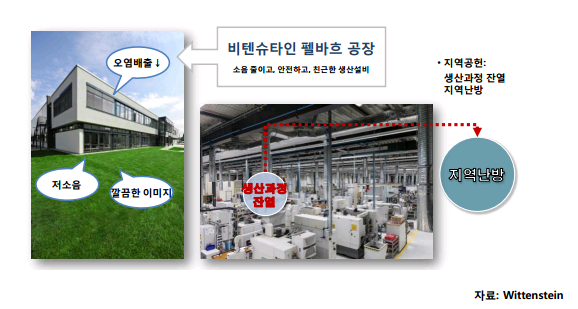 비텐슈타인 펠바흐 공장
소음 줄이고, 안전하고, 친근한 생산설비
오염배출↓
저소음
깔끔한 이미지
• 지역공헌:
생산과정 잔열
지역난방
생산과정
잔열
지역난방
자료: Wittenstein